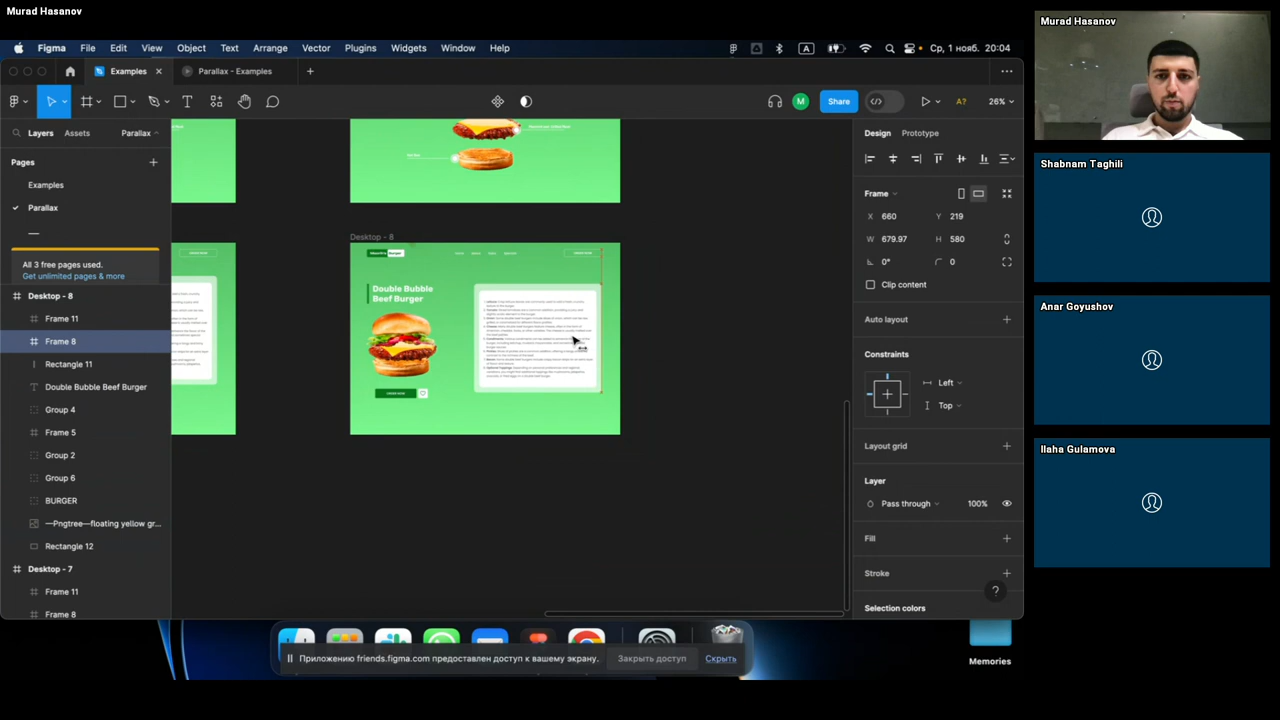 Murad Hasanov
Murad Hasanov
Shabnam Taghili
Anar Goyushov
Ilaha Gulamova
Figma File Edit View Object Text Arrange Vector Plugins Widgets Window Help
A Ср, 1 нояб. 20:04
Examples
Parallax - Examples
M
Share
A?
26%
Layers Assets Parallax
Pages
Examples
Parallax
All 3 free pages used.
Get unlimited pages & more
Desktop - 8
Frame 11
Frame 8
Rectangle 11
Double Bubble Beef Burger
Group 4
Frame 5
Group 2
Group 6
BURGER
—Pngtree—floating yellow gr...
Rectangle 12
Desktop - 7
Frame 11
Frame 8
Desktop - 8
Double Bubble
Beef Burger
ORDER NOW
Design Prototype
Frame
X 660 Y 219
W 679.97 H 580
0° 0
Clip content
Auto layout
Constraints
Left
Top
Layout grid
Layer
Pass through 100%
Fill
Stroke
?
Selection colors
Приложению friends.figma.com предоставлен доступ к вашему экрану. Закрыть доступ Скрыть
Memories